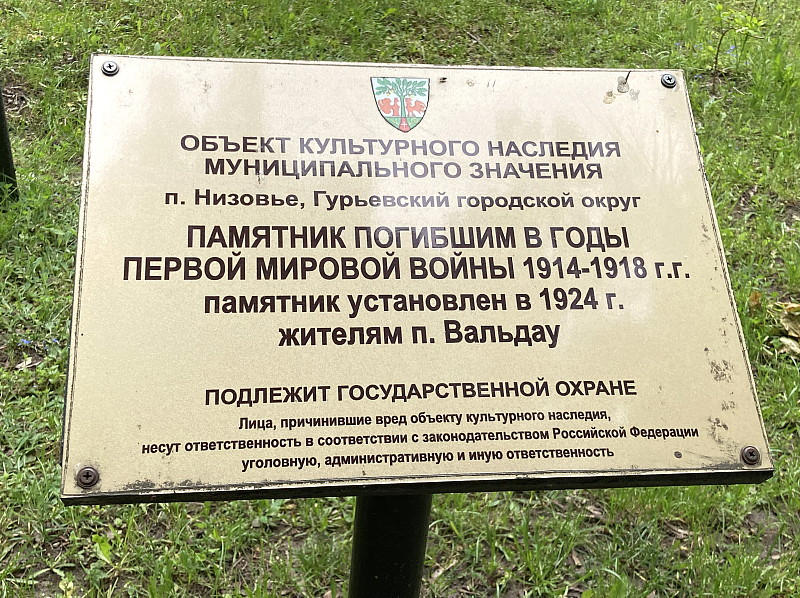 ОБЪЕКТ КУЛЬТУРНОГО НАСЛЕДИЯ
МУНИЦИПАЛЬНОГО ЗНАЧЕНИЯ
п. Низовье, Гурьевский городской округ
ПАМЯТНИК ПОГИБШИМ В ГОДЫ
ПЕРВОЙ МИРОВОЙ ВОЙНЫ 1914-1918 г.г.
памятник установлен в 1924 г.
жителям п. Вальдау
ПОДЛЕЖИТ ГОСУДАРСТВЕННОЙ ОХРАНЕ
Лица, причинившие вред объекту культурного наследия,
несут ответственность в соответствии с законодательством Российской Федерации
уголовную, административную и иную ответственность